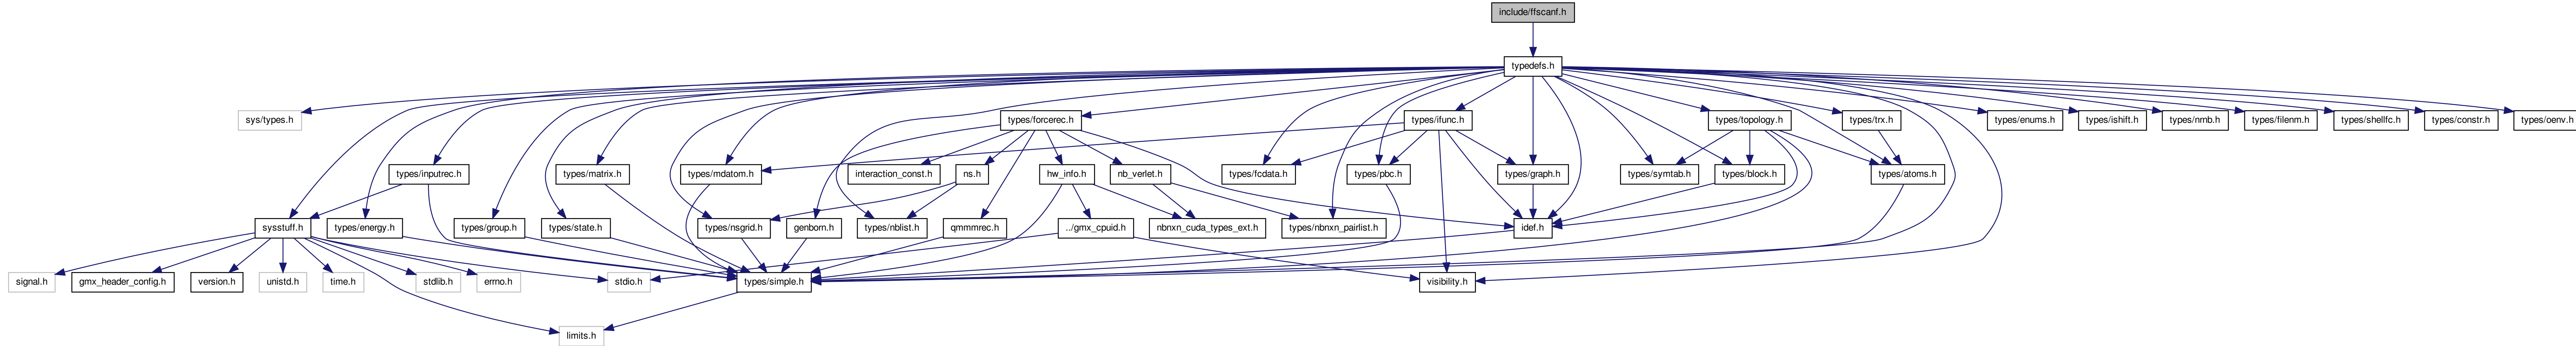 include/ffscanf.h
typedefs.h
sys/types.h
types/forcerec.h
types/ifunc.h
types/topology.h
types/trx.h
types/enums.h
types/ishift.h
types/nrnb.h
types/filenm.h
types/shellfc.h
types/constr.h
types/oenv.h
types/inputrec.h
types/matrix.h
types/mdatom.h
interaction_const.h
ns.h
hw_info.h
nb_verlet.h
types/fcdata.h
types/pbc.h
types/graph.h
types/symtab.h
types/block.h
types/atoms.h
sysstuff.h
types/energy.h
types/group.h
types/state.h
types/nsgrid.h
genborn.h
types/nblist.h
qmmmrec.h
../gmx_cpuid.h
nbnxn_cuda_types_ext.h
types/nbnxn_pairlist.h
idef.h
signal.h
gmx_header_config.h
version.h
unistd.h
time.h
stdlib.h
errno.h
stdio.h
types/simple.h
visibility.h
limits.h